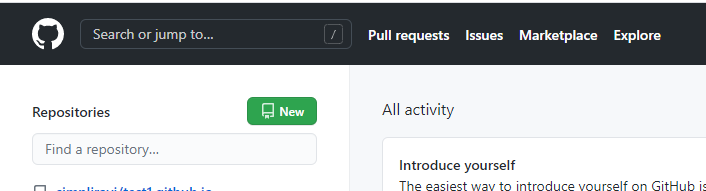 Search or jump to...
/
Pull requests
Issues
Marketplace
Explore
Repositories
New
Find a repository...
All activity
Introduce yourself
The easiest way to introduce yourself on GitHub is